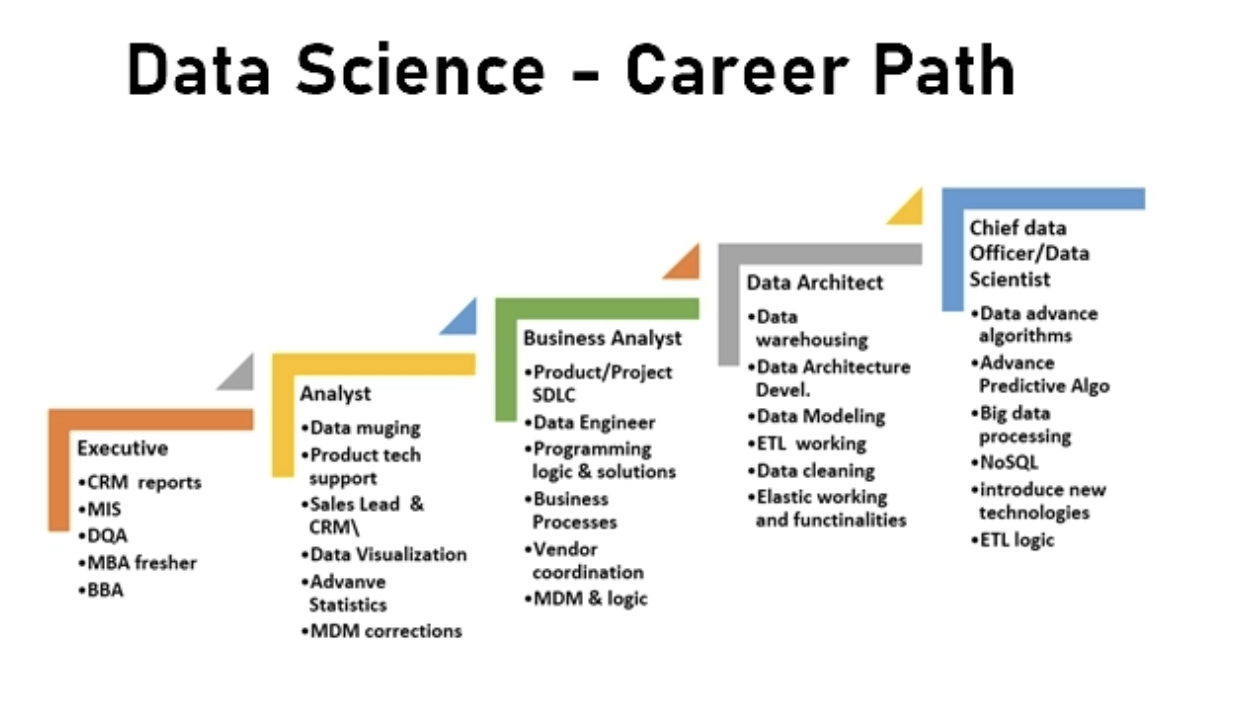 Data Science - Career Path
Executive
•CRM  reports
•MIS
•DQA
•MBA fresher
•BBA
Analyst
•Data muging
•Product tech
support
•Sales Lead  &
CRM\
•Data Visualization
•Advanve
Statistics
•MDM corrections
Business Analyst
•Product/Project
SDLC
•Data Engineer
•Programming
logic & solutions
•Business
Processes
•Vendor
coordination
•MDM & logic
Data Architect
•Data
warehousing
•Data Architecture
Devel.
•Data Modeling
•ETL  working
•Data cleaning
•Elastic working
and functinalities
Chief data
Officer/Data
Scientist
•Data advance
algorithms
•Advance
Predictive Algo
•Big data
processing
•NoSQL
•introduce new
technologies
•ETL logic